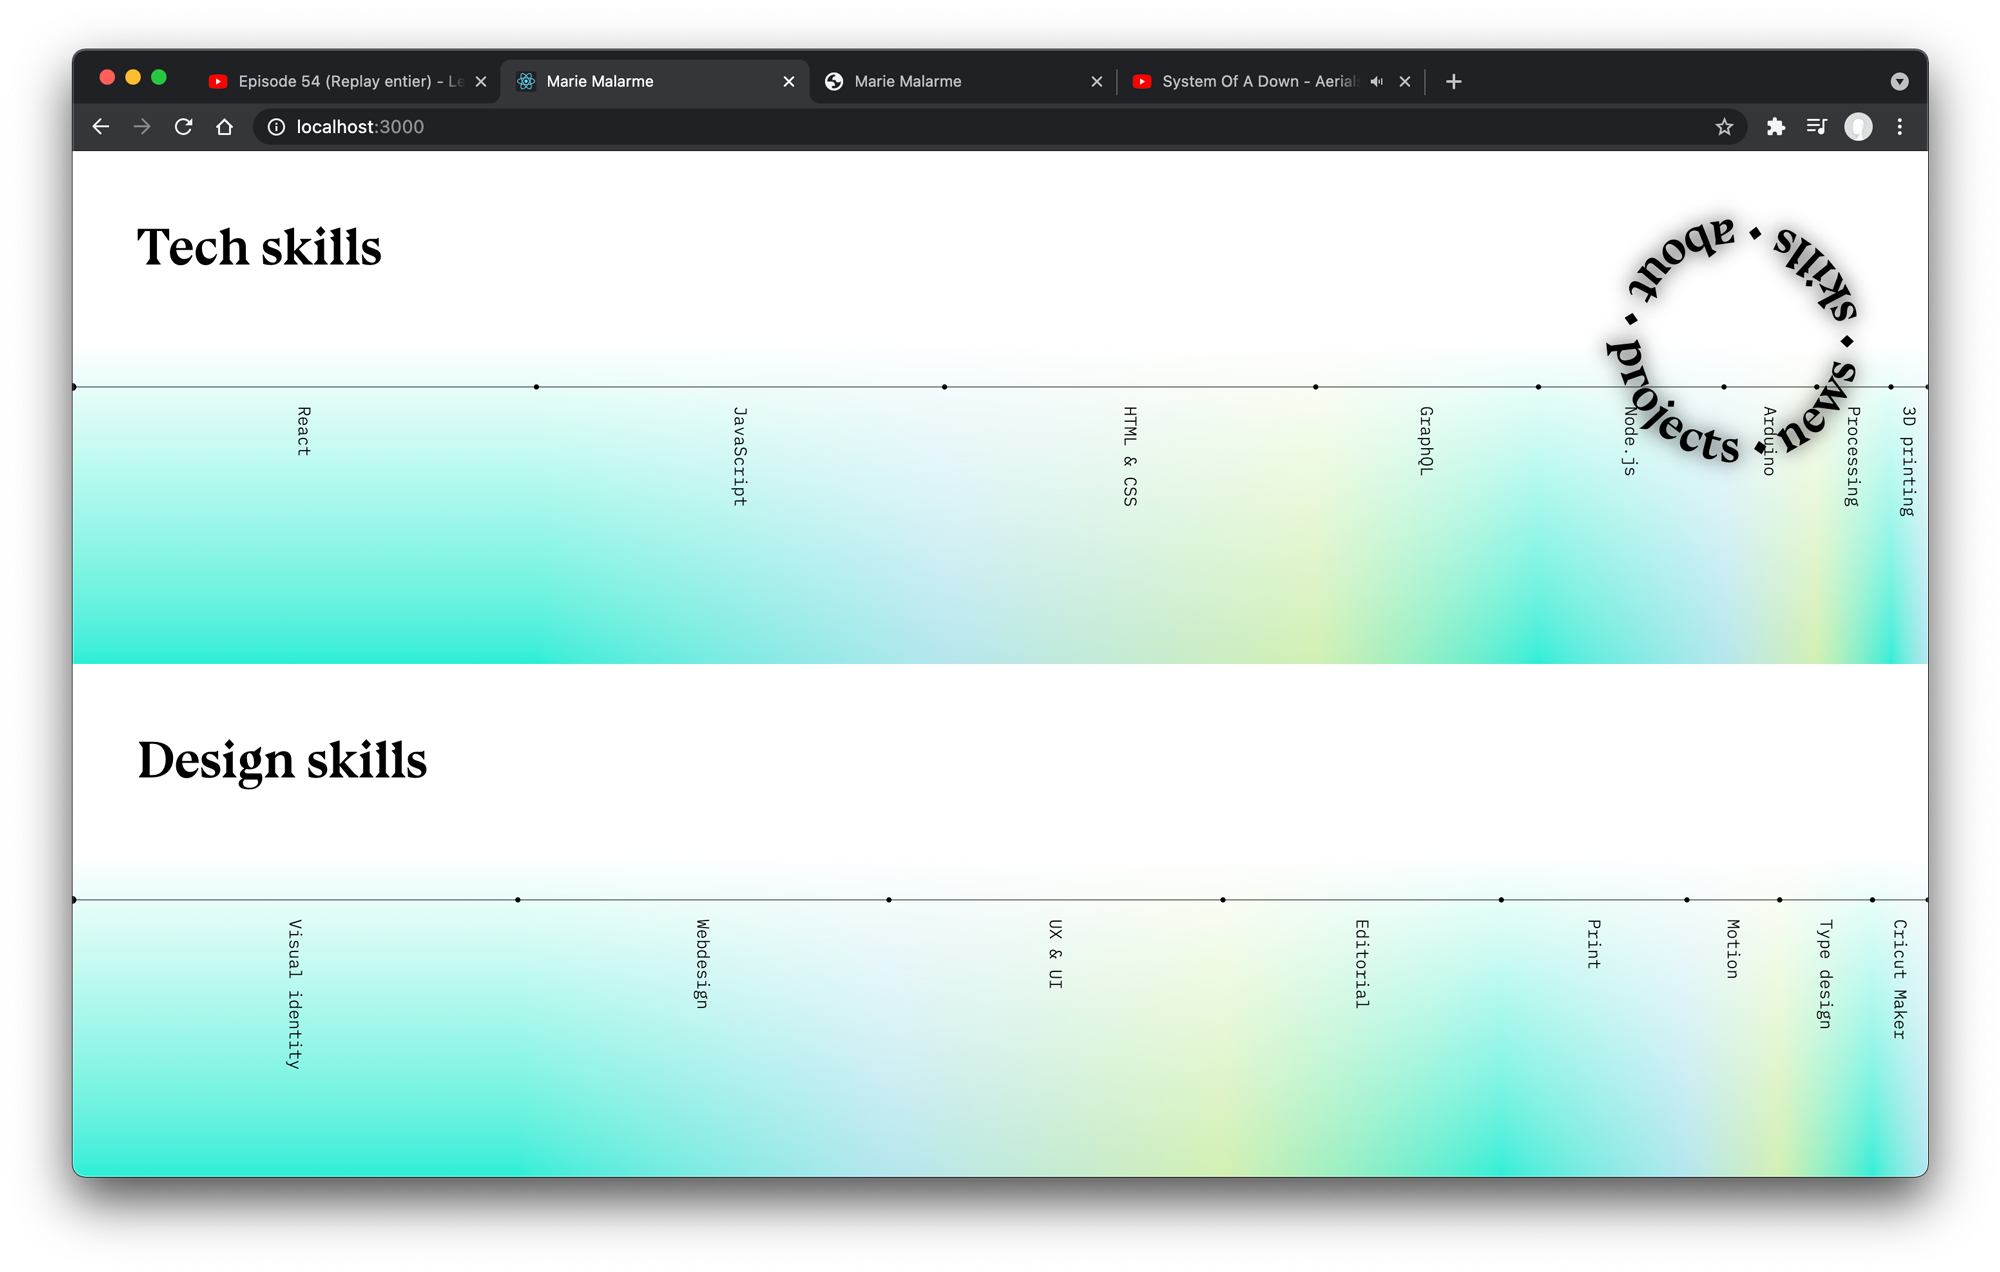 Episode 54 (Replay entier) - Le
Marie Malarme
Marie Malarme
System Of A Down - Aerial
localhost:3000
Tech skills
about · skills · news · projects ·
React
JavaScript
HTML & CSS
GraphQL
Node.js
Arduino
Processing
3D printing
Design skills
Visual identity
Webdesign
UX & UI
Editorial
Print
Motion
Type design
Cricut Maker